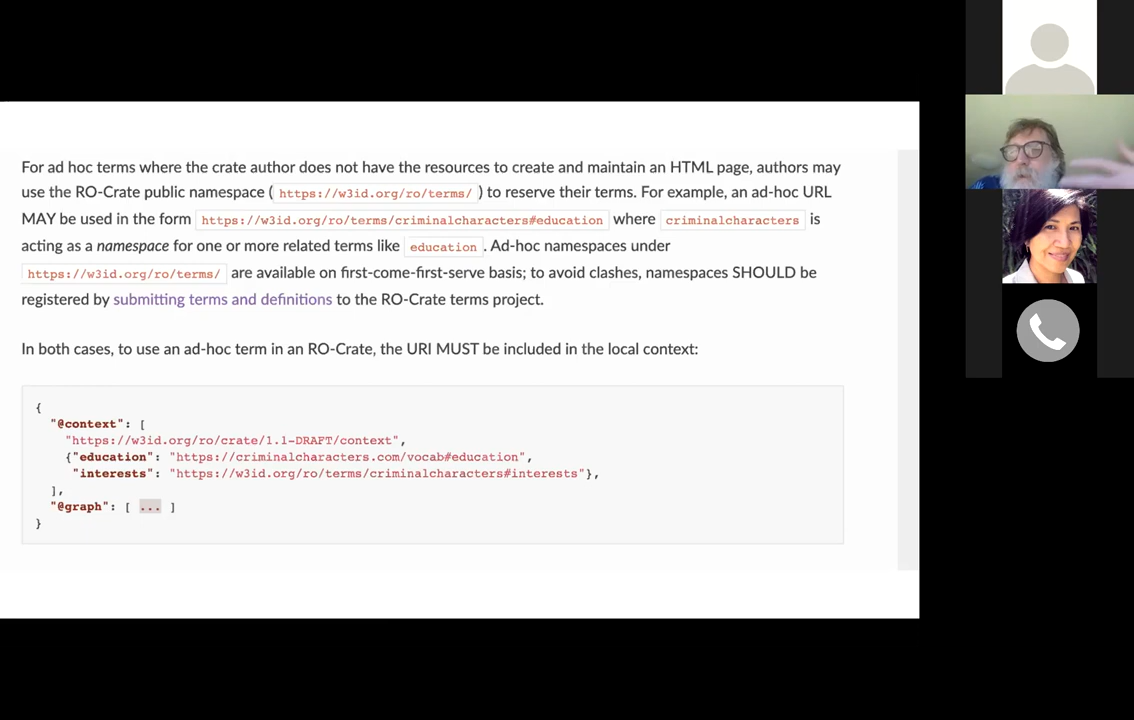 For ad hoc terms where the crate author does not have the resources to create and maintain an HTML page, authors may
use the RO-Crate public namespace ( https://w3id.org/ro/terms/ ) to reserve their terms. For example, an ad-hoc URL
MAY be used in the form https://w3id.org/ro/terms/criminalcharacters#education where criminalcharacters is
acting as a namespace for one or more related terms like education . Ad-hoc namespaces under
https://w3id.org/ro/terms/ are available on first-come-first-serve basis; to avoid clashes, namespaces SHOULD be
registered by submitting terms and definitions to the RO-Crate terms project.
In both cases, to use an ad-hoc term in an RO-Crate, the URI MUST be included in the local context:
{
"@context": [
"https://w3id.org/ro/crate/1.1-DRAFT/context",
{"education": "https://criminalcharacters.com/vocab#education",
"interests": "https://w3id.org/ro/terms/criminalcharacters#interests"},
],
"@graph": [ ... ]
}